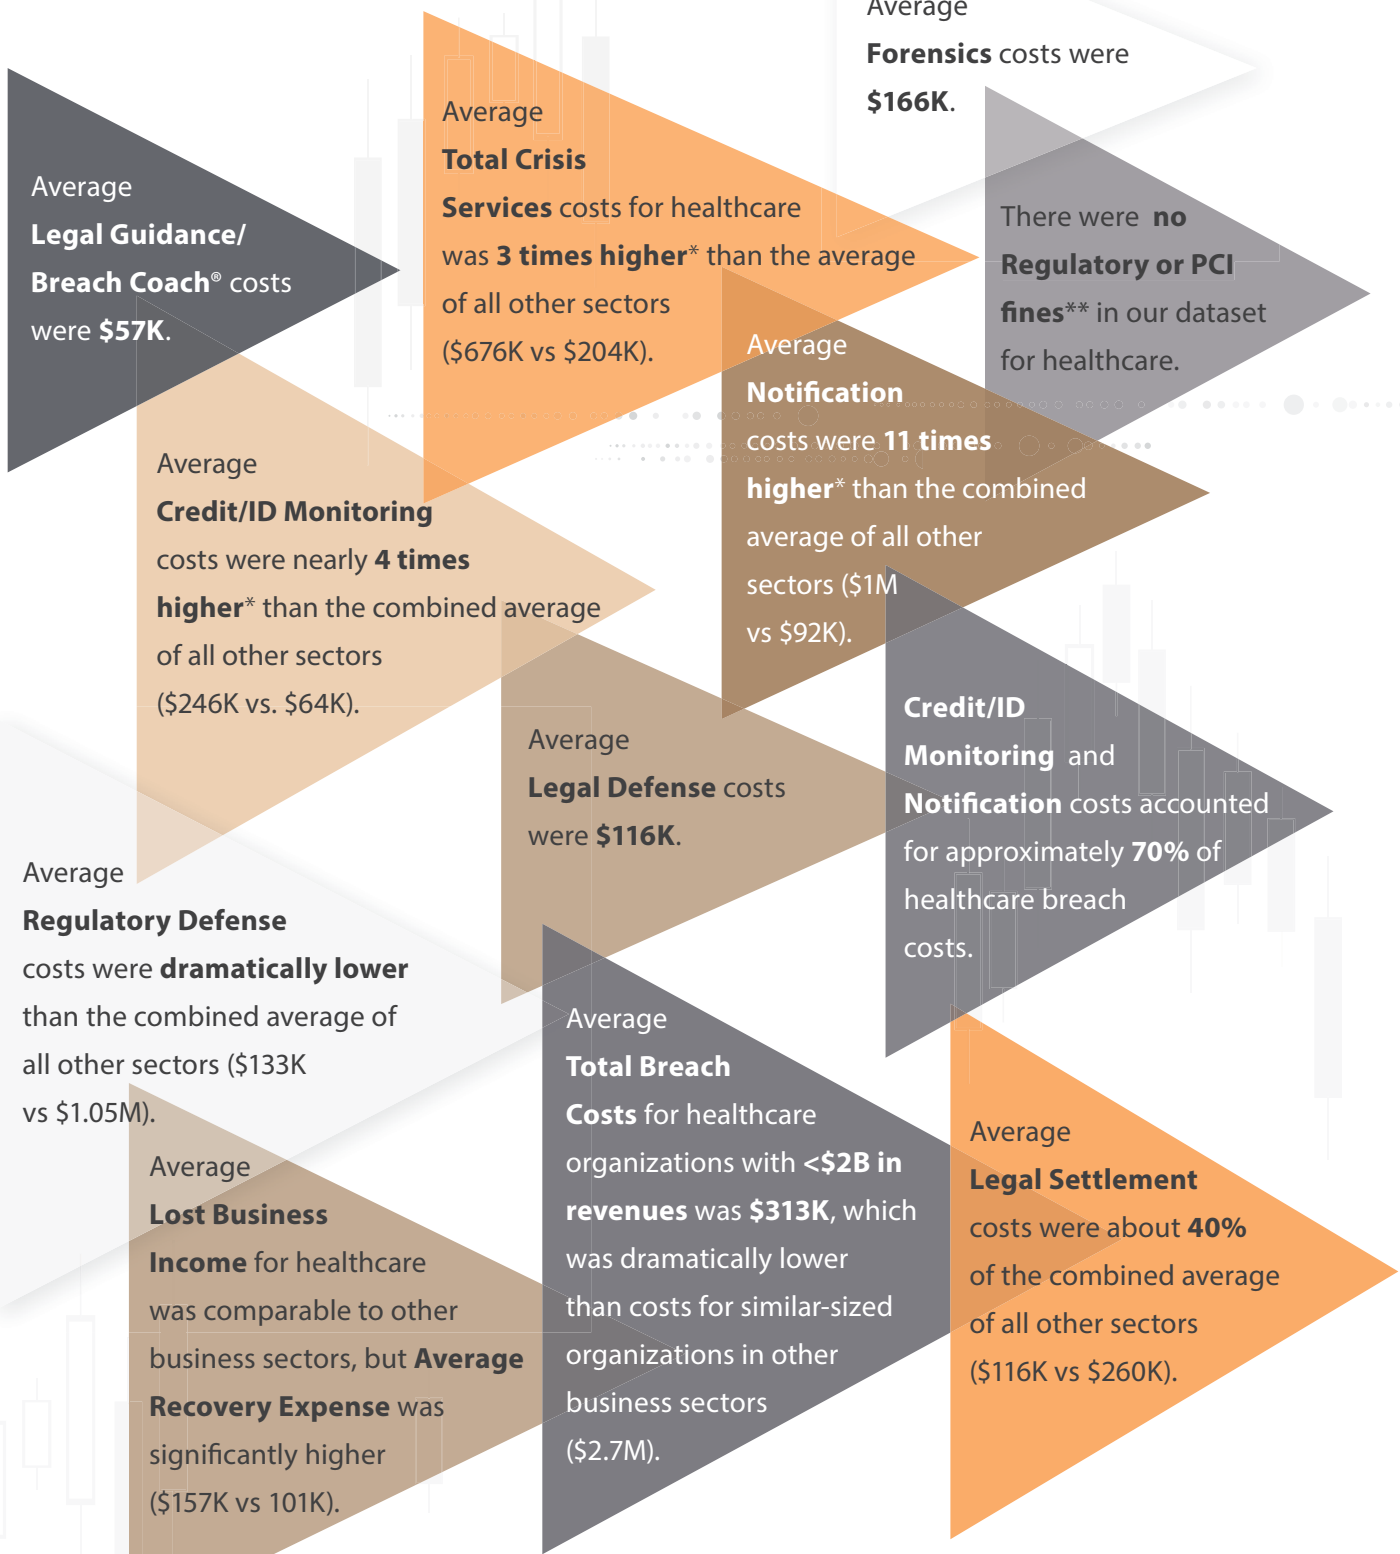 Average
Forensics costs were
$166K.
Average
Total Crisis
Services costs for healthcare
was 3 times higher* than the average
of all other sectors
($676K vs $204K).
Average
Legal Guidance/
Breach Coach® costs
were $57K.
There were no
Regulatory or PCI
fines** in our dataset
for healthcare.
Average
Notification
costs were 11 times
higher* than the combined
average of all other
sectors ($1M
vs $92K).
Average
Credit/ID Monitoring
costs were nearly 4 times
higher* than the combined average
of all other sectors
($246K vs. $64K).
Credit/ID
Monitoring and
Notification costs accounted
for approximately 70% of
healthcare breach
costs.
Average
Legal Defense costs
were $116K.
Average
Regulatory Defense
costs were dramatically lower
than the combined average of
all other sectors ($133K
vs $1.05M).
Average
Total Breach
Costs for healthcare
organizations with <$2B in
revenues was $313K, which
was dramatically lower
than costs for similar-sized
organizations in other
business sectors
($2.7M).
Average
Legal Settlement
costs were about 40%
of the combined average
of all other sectors
($116K vs $260K).
Average
Lost Business
Income for healthcare
was comparable to other
business sectors, but Average
Recovery Expense was
significantly higher
($157K vs 101K).